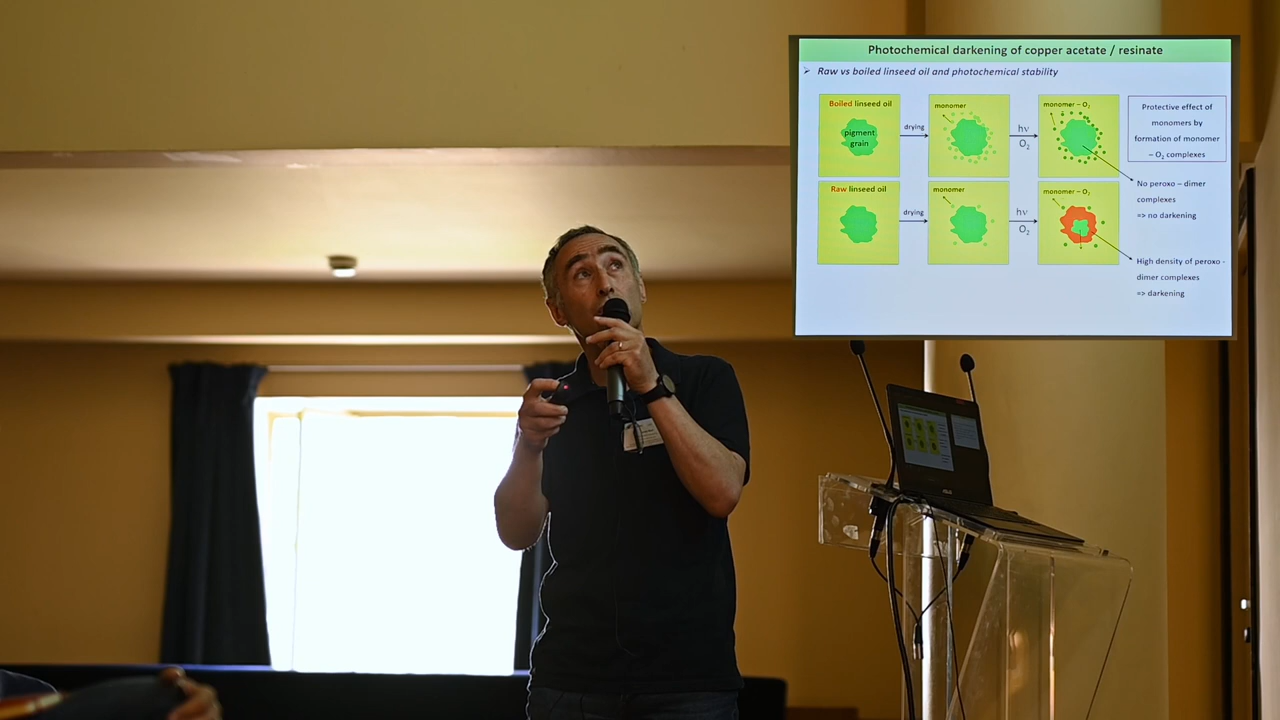 Photochemical darkening of copper acetate / resinate
➢ Raw vs boiled linseed oil and photochemical stability
Boiled linseed oil
pigment
grain
drying
monomer
hν
O₂
monomer – O₂
Protective effect of
monomers by
formation of monomer
– O₂ complexes
No peroxo – dimer
complexes
=> no darkening
Raw linseed oil
drying
monomer
hν
O₂
monomer – O₂
High density of peroxo -
dimer complexes
=> darkening